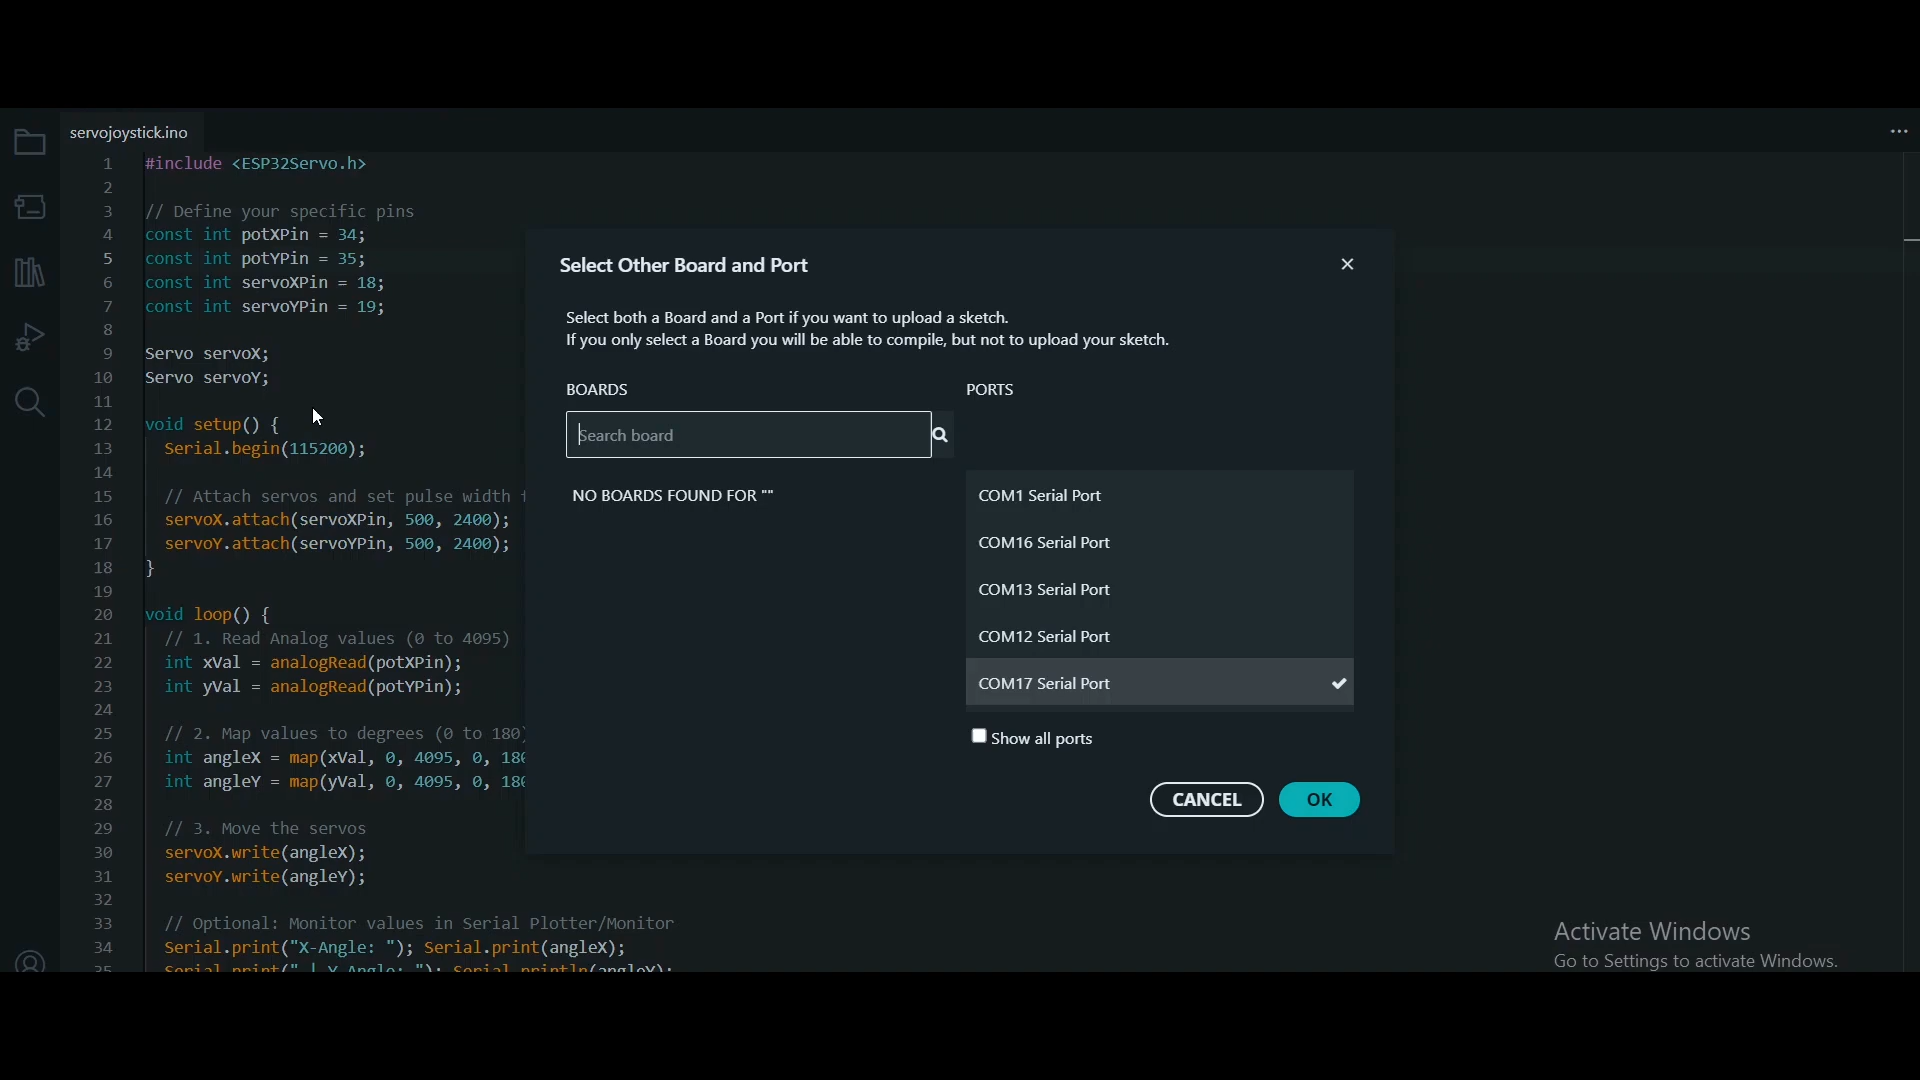 servojoystick.ino
1 #include <ESP32Servo.h>
2
3 // Define your specific pins
4 const int potXPin = 34;
5 const int potYPin = 35;
6 const int servoXPin = 18;
7 const int servoYPin = 19;
8
9 Servo servoX;
10 Servo servoY;
11
12 void setup() {
13 Serial.begin(115200);
14
15 // Attach servos and set pulse width
16 servoX.attach(servoXPin, 500, 2400);
17 servoY.attach(servoYPin, 500, 2400);
18 }
19
20 void loop() {
21 // 1. Read Analog values (0 to 4095)
22 int xVal = analogRead(potXPin);
23 int yVal = analogRead(potYPin);
24
25 // 2. Map values to degrees (0 to 180)
26 int angleX = map(xVal, 0, 4095, 0, 180
27 int angleY = map(yVal, 0, 4095, 0, 180
28
29 // 3. Move the servos
30 servoX.write(angleX);
31 servoY.write(angleY);
32
33 // Optional: Monitor values in Serial Plotter/Monitor
34 Serial.print("X-Angle: "); Serial.print(angleX);
35 Serial.print(" | Y-Angle: "); Serial.println(angleY);
Select Other Board and Port
Select both a Board and a Port if you want to upload a sketch.
If you only select a Board you will be able to compile, but not to upload your sketch.
BOARDS
Search board
NO BOARDS FOUND FOR ""
PORTS
COM1 Serial Port
COM16 Serial Port
COM13 Serial Port
COM12 Serial Port
COM17 Serial Port
Show all ports
CANCEL
OK
Activate Windows
Go to Settings to activate Windows.